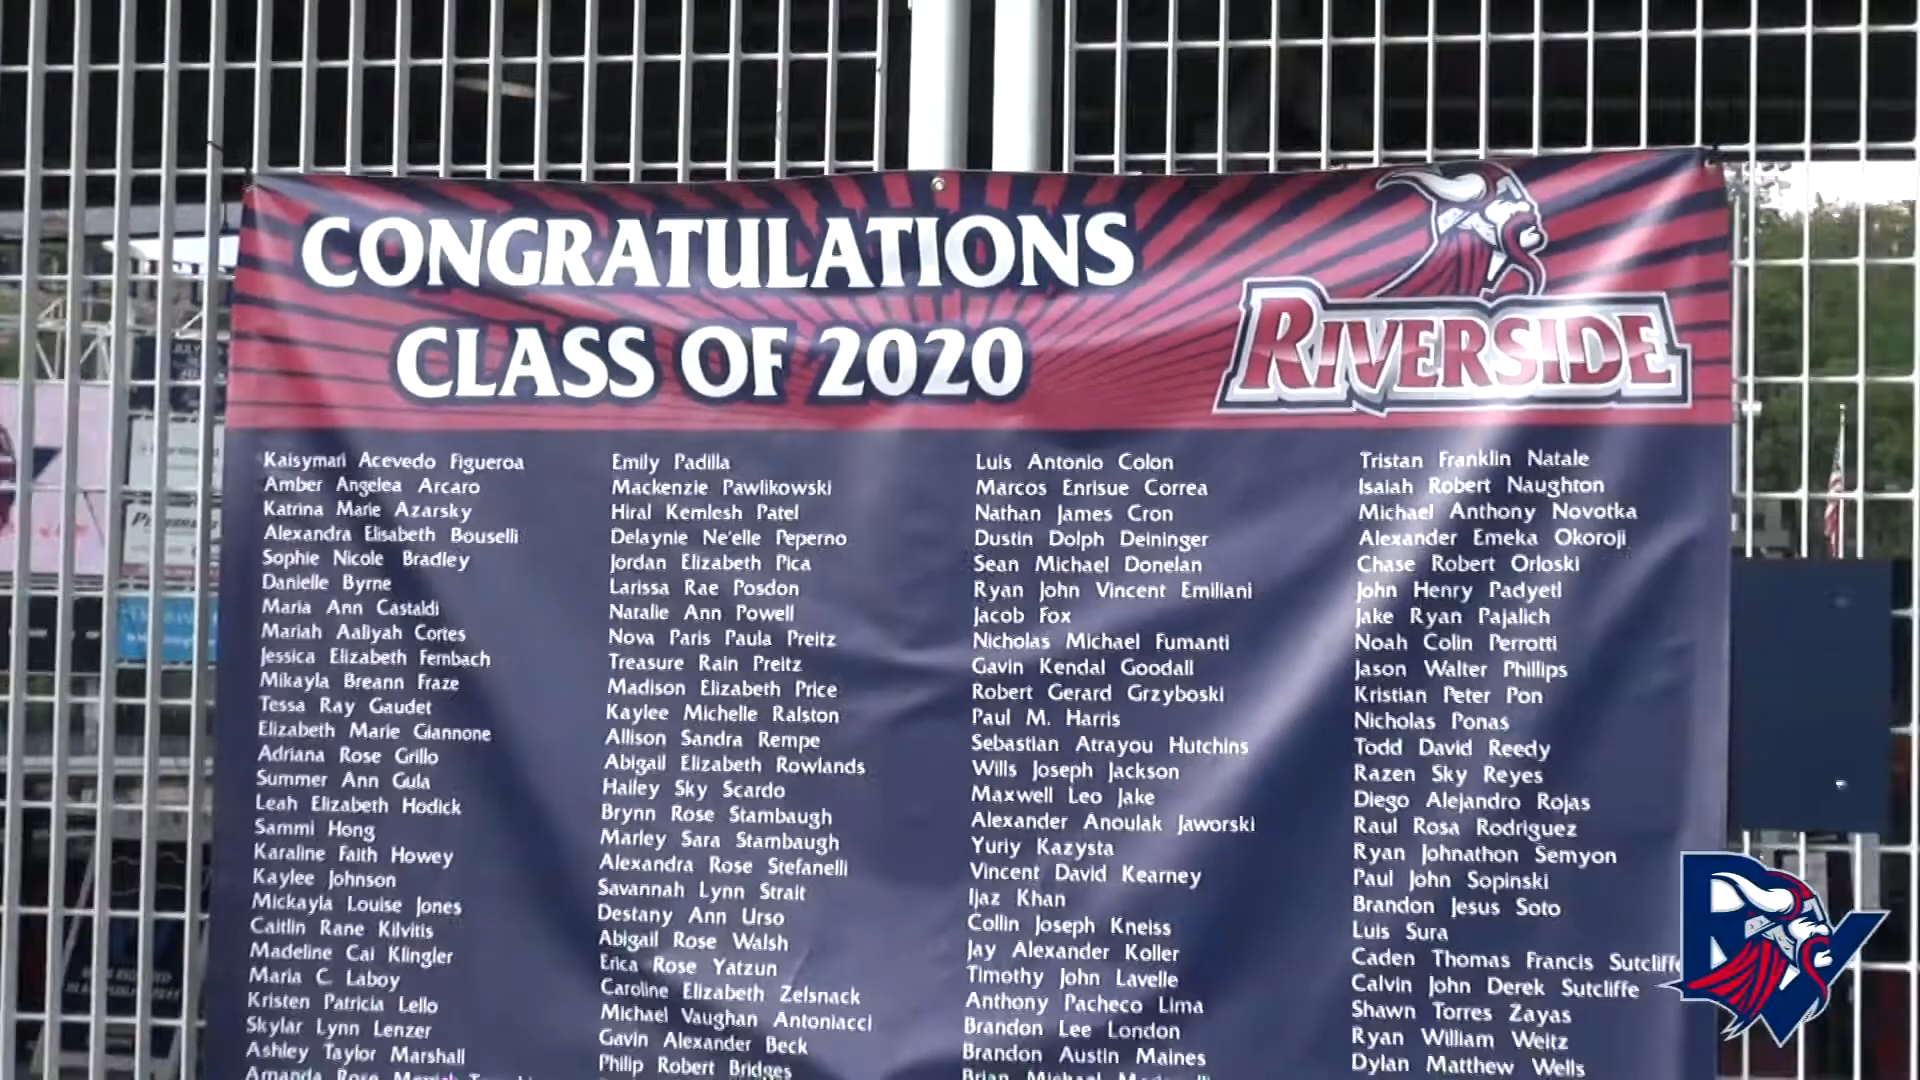 CONGRATULATIONS
CLASS OF 2020
RIVERSIDE
Kaisymari Acevedo Figueroa
Amber Angelea Arcaro
Katrina Marie Azarsky
Alexandra Elisabeth Bouselli
Sophie Nicole Bradley
Danielle Byrne
Maria Ann Castaldi
Mariah Aaliyah Cortes
Jessica Elizabeth Fernbach
Mikayla Breann Fraze
Tessa Ray Gaudet
Elizabeth Marie Giannone
Adriana Rose Grillo
Summer Ann Gula
Leah Elizabeth Hodick
Sammi Hong
Karaline Faith Howey
Kaylee Johnson
Mickayla Louise Jones
Caitlin Rane Kilvitis
Madeline Cai Klingler
Maria C Laboy
Kristen Patricia Lello
Skylar Lynn Lenzer
Ashley Taylor Marshall
Amanda Rose
Emily Padilla
Mackenzie Pawlikowski
Hiral Kemlesh Patel
Delaynie Ne'elle Peperno
Jordan Elizabeth Pica
Larissa Rae Posdon
Natalie Ann Powell
Nova Paris Paula Preitz
Treasure Rain Preitz
Madison Elizabeth Price
Kaylee Michelle Ralston
Allison Sandra Rempe
Abigail Elizabeth Rowlands
Hailey Sky Scardo
Brynn Rose Stambaugh
Marley Sara Stambaugh
Alexandra Rose Stefanelli
Savannah Lynn Strait
Destany Ann Urso
Abigail Rose Walsh
Erica Rose Yatzun
Caroline Elizabeth Zelsnack
Michael Vaughan Antoniacci
Gavin Alexander Beck
Philip Robert Bridges
Luis Antonio Colon
Marcos Enrisue Correa
Nathan James Cron
Dustin Dolph Deininger
Sean Michael Donelan
Ryan John Vincent Emiliani
Jacob Fox
Nicholas Michael Fumanti
Gavin Kendal Goodall
Robert Gerard Grzyboski
Paul M. Harris
Sebastian Atrayou Hutchins
Wills Joseph Jackson
Maxwell Leo Jake
Alexander Anoulak Jaworski
Yuriy Kazysta
Vincent David Kearney
Ijaz Khan
Collin Joseph Kneiss
Jay Alexander Koller
Timothy John Lavelle
Anthony Pacheco Lima
Brandon Lee London
Brandon Austin Maines
Brian Michael
Tristan Franklin Natale
Isaiah Robert Naughton
Michael Anthony Novotka
Alexander Emeka Okoroji
Chase Robert Orloski
John Henry Padyetl
Jake Ryan Pajalich
Noah Colin Perrotti
Jason Walter Phillips
Kristian Peter Pon
Nicholas Ponas
Todd David Reedy
Razen Sky Reyes
Diego Alejandro Rojas
Raul Rosa Rodriguez
Ryan Johnathon Semyon
Paul John Sopinski
Brandon Jesus Soto
Luis Sura
Caden Thomas Francis Sutcliffe
Calvin John Derek Sutcliffe
Shawn Torres Zayas
Ryan William Weitz
Dylan Matthew Wells